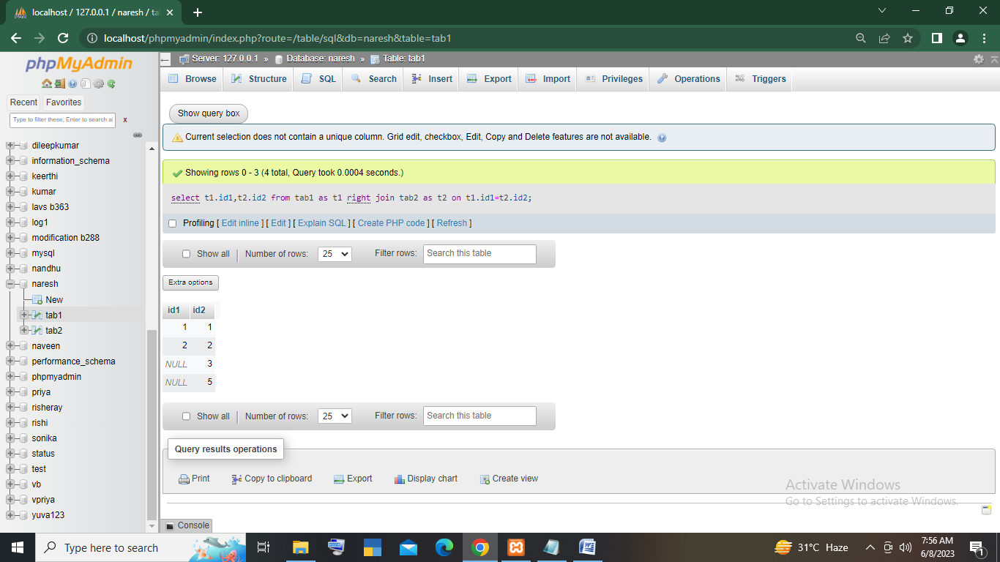 localhost / 127.0.0.1 / naresh / ta
localhost/phpmyadmin/index.php?route=/table/sql&db=naresh&table=tab1
phpMyAdmin
Recent Favorites
Type to filter these, Enter to search al x
dileepkumar
information_schema
keerthi
kumar
lavs b363
log1
modification b288
mysql
nandhu
naresh
New
tab1
tab2
naveen
performance_schema
phpmyadmin
priya
risheray
rishi
sonika
status
test
vb
vpriya
yuva123
Server: 127.0.0.1 » Database: naresh » Table: tab1
Browse Structure SQL Search Insert Export Import Privileges Operations Triggers
Show query box
Current selection does not contain a unique column. Grid edit, checkbox, Edit, Copy and Delete features are not available.
Showing rows 0 - 3 (4 total, Query took 0.0004 seconds.)
select t1.id1,t2.id2 from tab1 as t1 right join tab2 as t2 on t1.id1=t2.id2;
Profiling [ Edit inline ] [ Edit ] [ Explain SQL ] [ Create PHP code ] [ Refresh ]
Show all | Number of rows: 25 Filter rows: Search this table
Extra options
id1 id2
1 1
2 2
NULL 3
NULL 5
Show all | Number of rows: 25 Filter rows: Search this table
Query results operations
Print Copy to clipboard Export Display chart Create view
Activate Windows
Go to Settings to activate Windows.
Console
Type here to search
31°C Haze
7:56 AM
6/8/2023
1